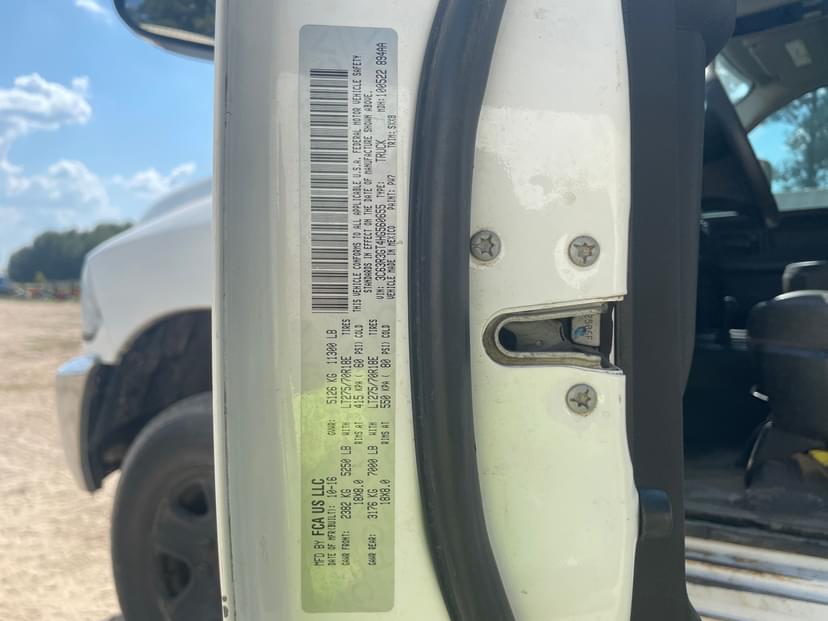 MFD BY FCA US LLC
DATE OF MFR(BUILT): 10-16 GVWR: 5126 KG 11300 LB
GAWR FRONT: 2382 KG 5250 LB WITH LT275/70R18E TIRES
18X8.0 RIMS AT 415 KPA ( 60 PSI) COLD
GAWR REAR: 3176 KG 7000 LB WITH LT275/70R18E TIRES
18X8.0 RIMS AT 550 KPA ( 80 PSI) COLD
THIS VEHICLE CONFORMS TO ALL APPLICABLE U.S.A. FEDERAL MOTOR VEHICLE SAFETY
STANDARDS IN EFFECT ON THE DATE OF MANUFACTURE SHOWN ABOVE.
VIN: 3C63R3GT4HG560655 TYPE: TRUCK MDH:100522 894AA
VEHICLE MADE IN MEXICO PAINT: PW7 TRIM:SXX8